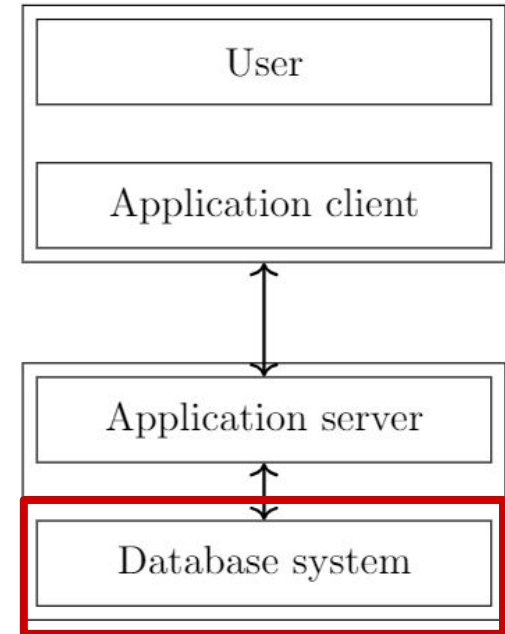 User
Application client
Application server
Database system